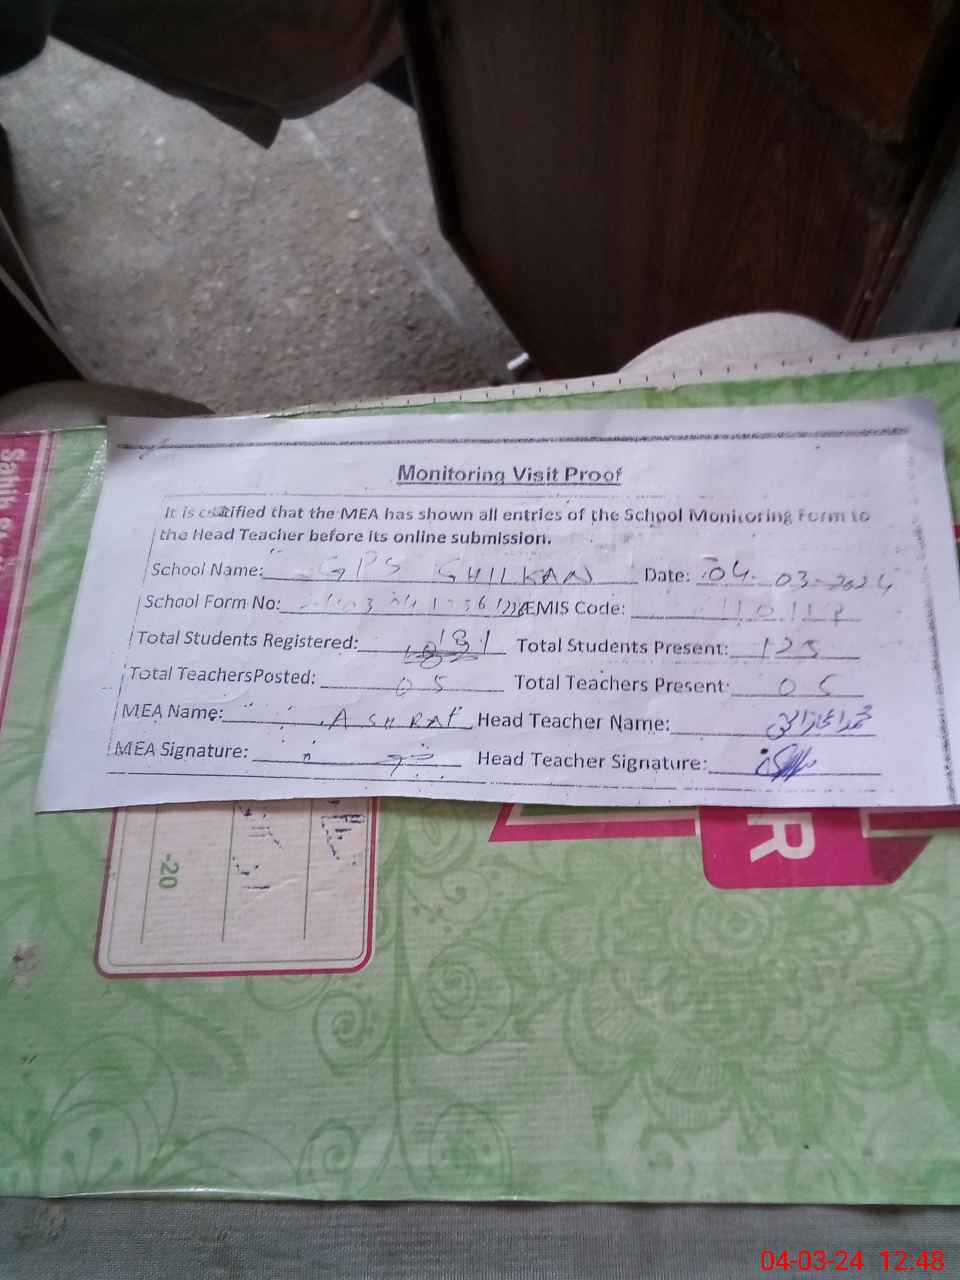 Monitoring Visit Proof
It is certified that the MEA has shown all entries of the School Monitoring Form to
the Head Teacher before its online submission.
School Name: GPS GHILKAN Date: 04-03-2024
School Form No: EMIS Code:
Total Students Registered: 181 Total Students Present: 125
Total TeachersPosted: 05 Total Teachers Present: 05
MEA Name: ASHRAF Head Teacher Name:
MEA Signature: Head Teacher Signature:
-20
R
04-03-24 12:48